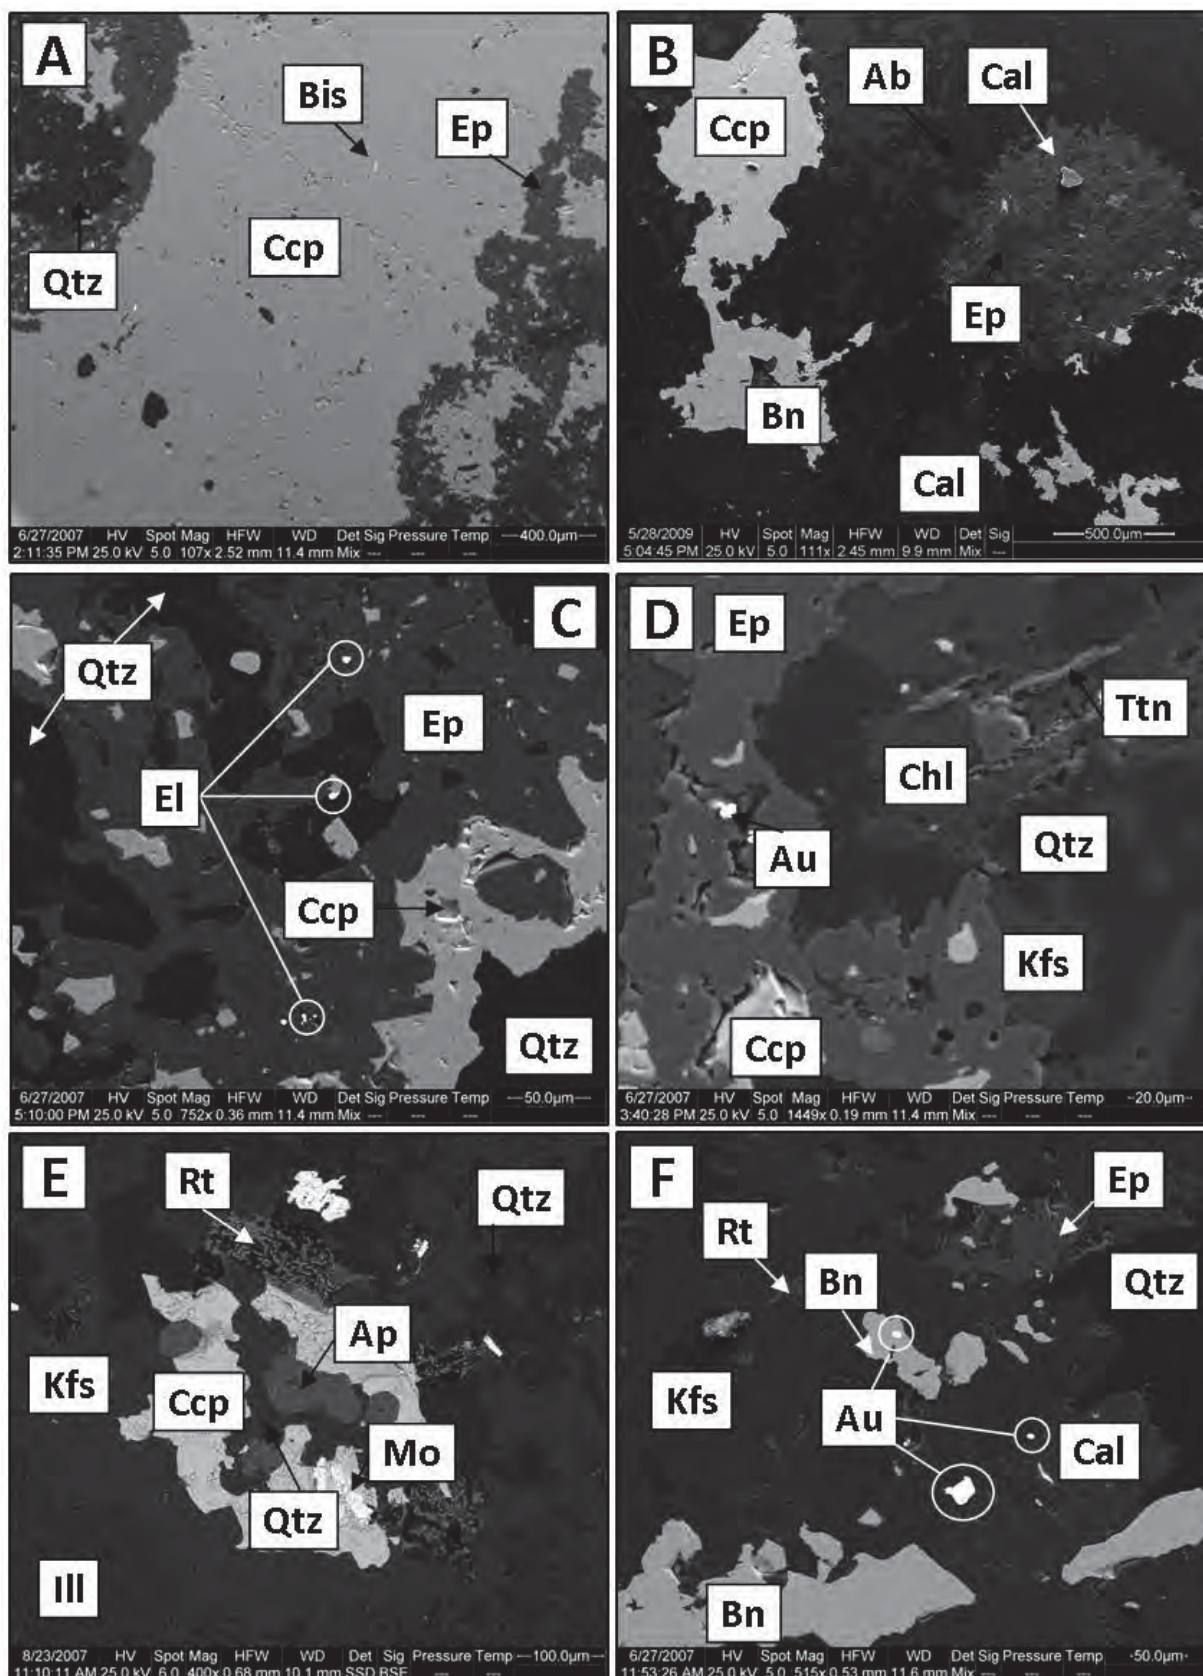 A
Bis
Ep
Ccp
Qtz
6/27/2007 HV Spot Mag HFW WD Det Sig Pressure Temp 400.0µm
2:11:35 PM 25.0 kV 5.0 107x 2.52 mm 11.4 mm Mix --- --- ---
B
Ab
Cal
Ccp
Ep
Bn
Cal
5/28/2009 HV Spot Mag HFW WD Det Sig 500.0µm
5:04:45 PM 25.0 kV 5.0 111x 2.45 mm 9.9 mm Mix ---
C
Qtz
Ep
El
Ccp
Qtz
6/27/2007 HV Spot Mag HFW WD Det Sig Pressure Temp 50.0µm
5:10:00 PM 25.0 kV 5.0 752x 0.36 mm 11.4 mm Mix --- --- ---
D
Ep
Ttn
Chl
Au
Qtz
Kfs
Ccp
6/27/2007 HV Spot Mag HFW WD Det Sig Pressure Temp 20.0µm
3:40:28 PM 25.0 kV 5.0 1449x 0.19 mm 11.4 mm Mix --- --- ---
E
Rt
Qtz
Ap
Kfs
Ccp
Mo
Qtz
Ill
8/23/2007 HV Spot Mag HFW WD Det Sig Pressure Temp 100.0µm
11:10:11 AM 25.0 kV 6.0 400x 0.68 mm 10.1 mm SSD BSE
F
Ep
Rt
Bn
Qtz
Kfs
Au
Cal
Bn
6/27/2007 HV Spot Mag HFW WD Det Sig Pressure Temp 50.0µm
11:53:26 AM 25.0 kV 5.0 515x 0.53 mm 11.6 mm Mix --- --- ---